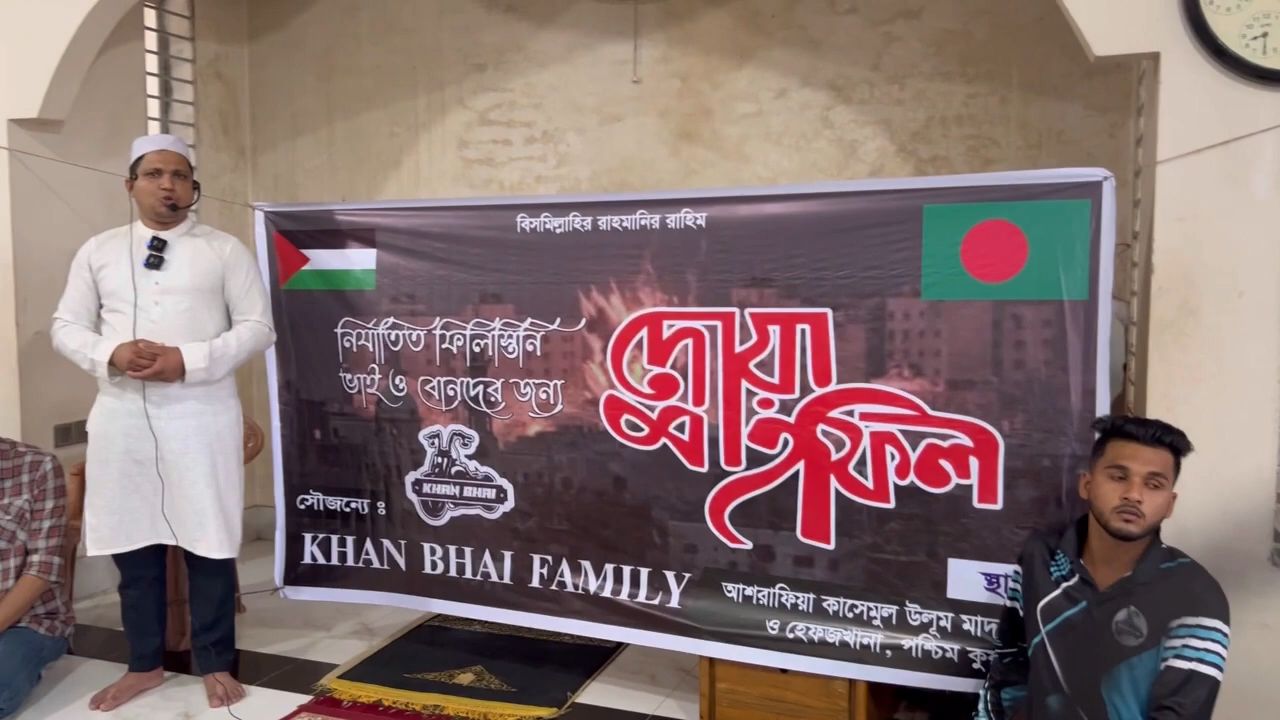 বিসমিল্লাহির রাহমানির রাহিম
নির্যাতিত ফিলিস্তিনি
ভাই ও বোনদের জন্য
দোয়া
মাহফিল
সৌজন্যে :
KHAN BHAI
KHAN BHAI FAMILY
আশরাফিয়া কাসেমুল উলূম
ও হেফজখানা, পশ্চিম